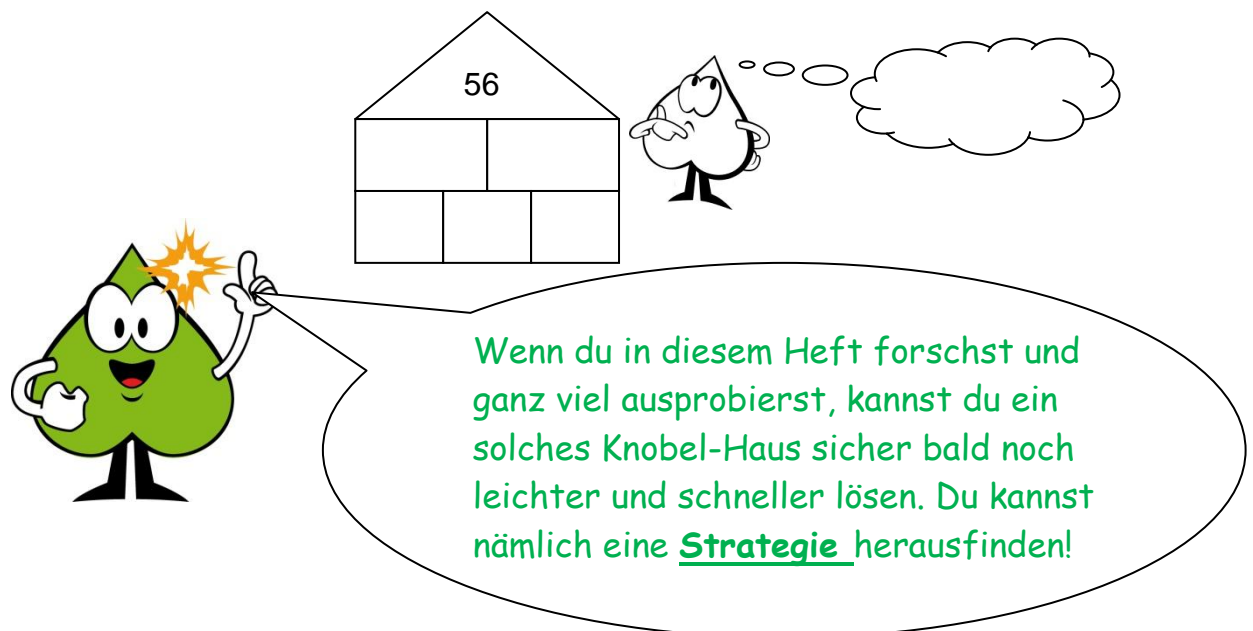 56
Wenn du in diesem Heft forschst und
ganz viel ausprobierst, kannst du ein
solches Knobel-Haus sicher bald noch
leichter und schneller lösen. Du kannst
nämlich eine Strategie herausfinden!